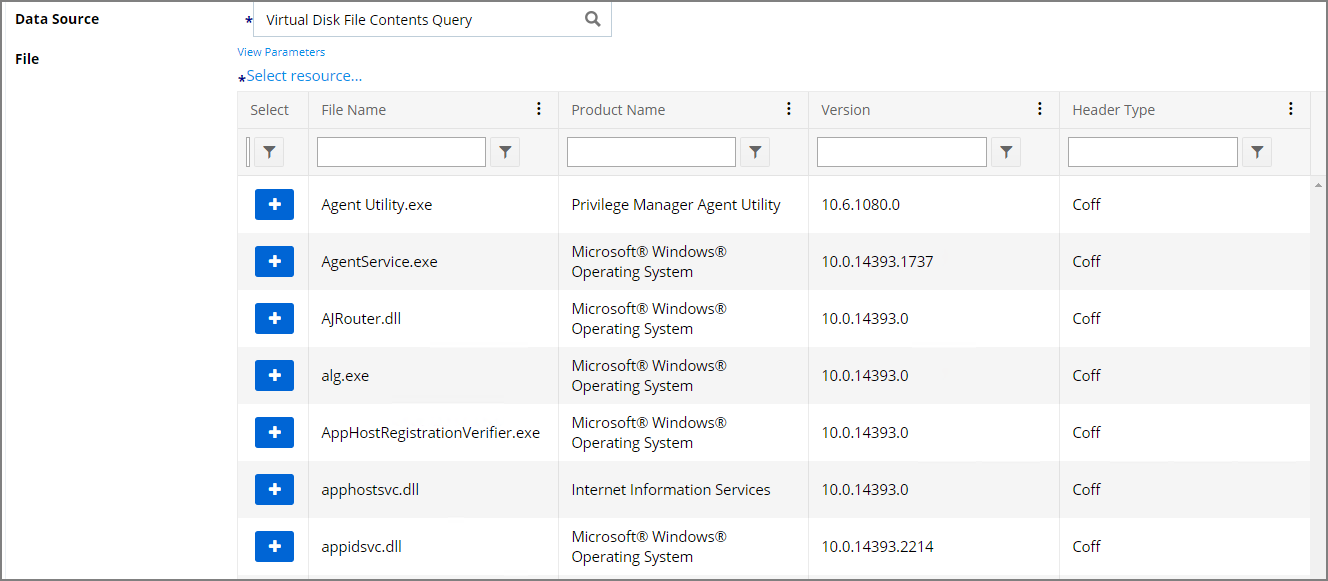 Data Source
* Virtual Disk File Contents Query
View Parameters
File
*Select resource...
Select File Name Product Name Version Header Type
Agent Utility.exe Privilege Manager Agent Utility 10.6.1080.0 Coff
AgentService.exe Microsoft® Windows® Operating System 10.0.14393.1737 Coff
AJRouter.dll Microsoft® Windows® Operating System 10.0.14393.0 Coff
alg.exe Microsoft® Windows® Operating System 10.0.14393.0 Coff
AppHostRegistrationVerifier.exe Microsoft® Windows® Operating System 10.0.14393.0 Coff
apphostsvc.dll Internet Information Services 10.0.14393.0 Coff
appidsvc.dll Microsoft® Windows® Operating System 10.0.14393.2214 Coff